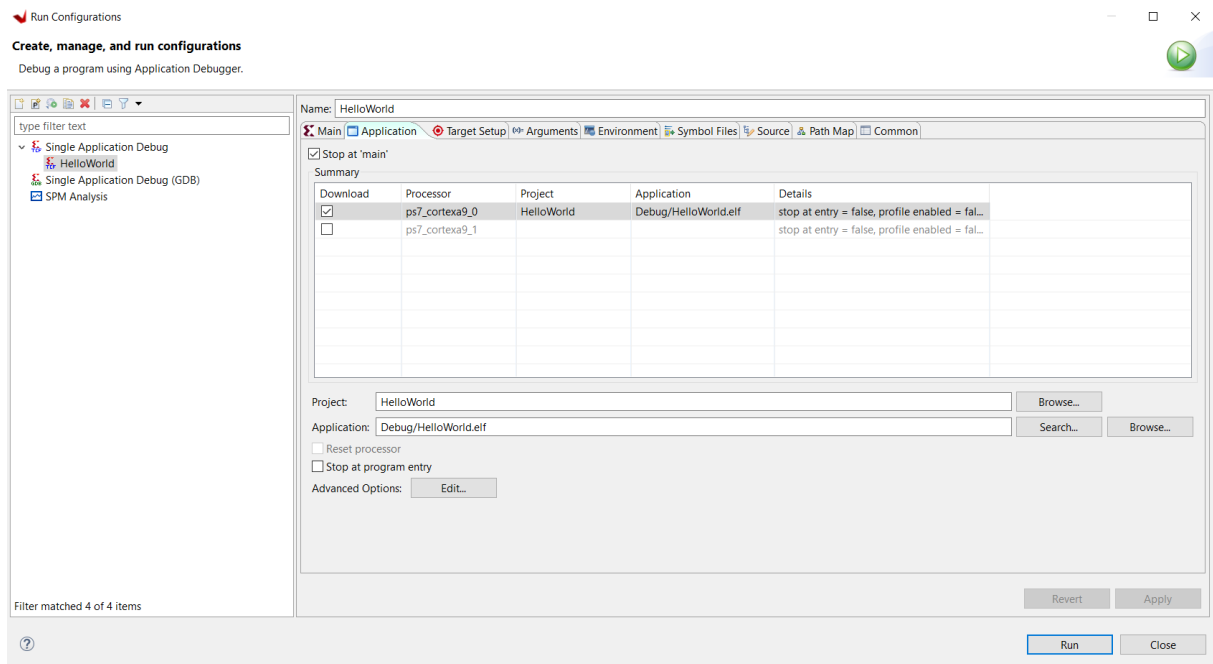 Run Configurations
Create, manage, and run configurations
Debug a program using Application Debugger.
type filter text
Single Application Debug
HelloWorld
Single Application Debug (GDB)
SPM Analysis
Filter matched 4 of 4 items
Name: HelloWorld
Main Application Target Setup Arguments Environment Symbol Files Source Path Map Common
Stop at 'main'
Summary
Download Processor Project Application Details
ps7_cortexa9_0 HelloWorld Debug/HelloWorld.elf stop at entry = false, profile enabled = fal...
ps7_cortexa9_1 stop at entry = false, profile enabled = fal...
Project: HelloWorld Browse...
Application: Debug/HelloWorld.elf Search... Browse...
Reset processor
Stop at program entry
Advanced Options: Edit...
Revert Apply
Run Close